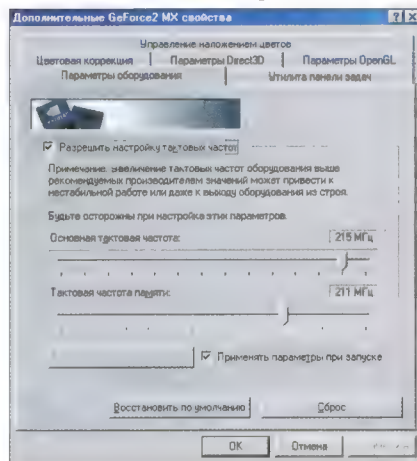 Дополнительные GeForce2 MX свойства
Управление наложением цветов
Цветовая коррекция
Параметры Direct3D
Параметры OpenGL
Параметры оборудования
Утилита панели задач
Разрешить настройку тактовых частот
Примечание. Увеличение тактовых частот оборудования выше
рекомендуемых производителем значений может привести к
нестабильной работе или даже к выходу оборудования из строя.
Будьте осторожны при настройке этих параметров.
Основная тактовая частота:
215 МГц
Тактовая частота памяти:
211 МГц
Применять параметры при запуске
Восстановить по умолчанию
Сброс
OK
Отмена